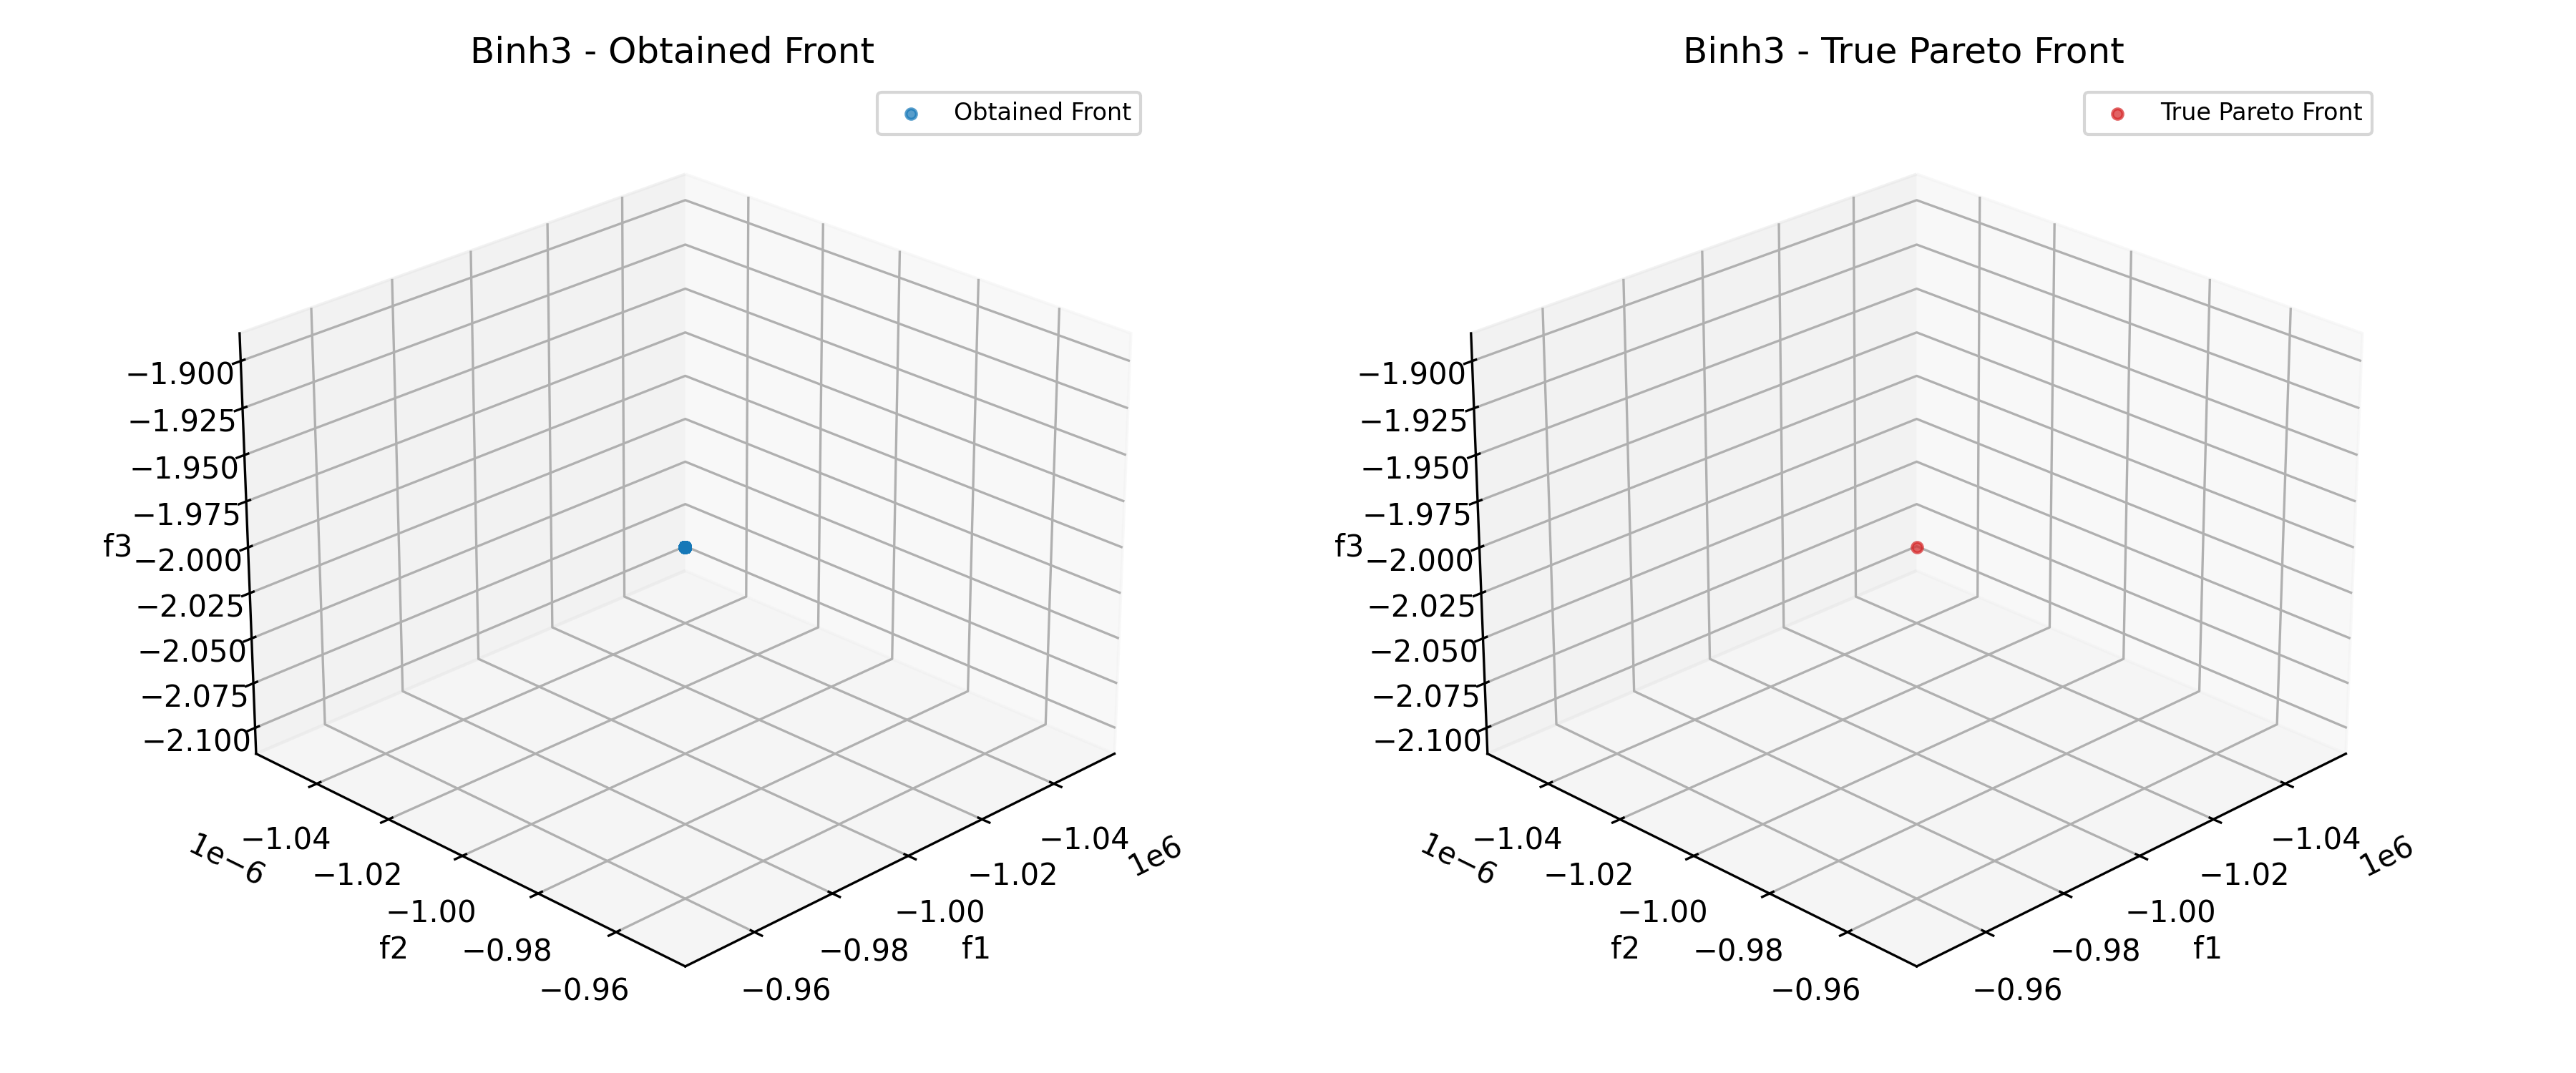 Binh3 - Obtained Front
Obtained Front
−1.900
−1.925
−1.950
−1.975
f3
−2.000
−2.025
−2.050
−2.075
−2.100
1e−6
−1.04
−1.02
−1.00
−0.98
−0.96
f2
−1.04
1e6
−1.02
−1.00
−0.98
−0.96
f1
Binh3 - True Pareto Front
True Pareto Front
−1.900
−1.925
−1.950
−1.975
f3
−2.000
−2.025
−2.050
−2.075
−2.100
1e−6
−1.04
−1.02
−1.00
−0.98
−0.96
f2
−1.04
1e6
−1.02
−1.00
−0.98
−0.96
f1